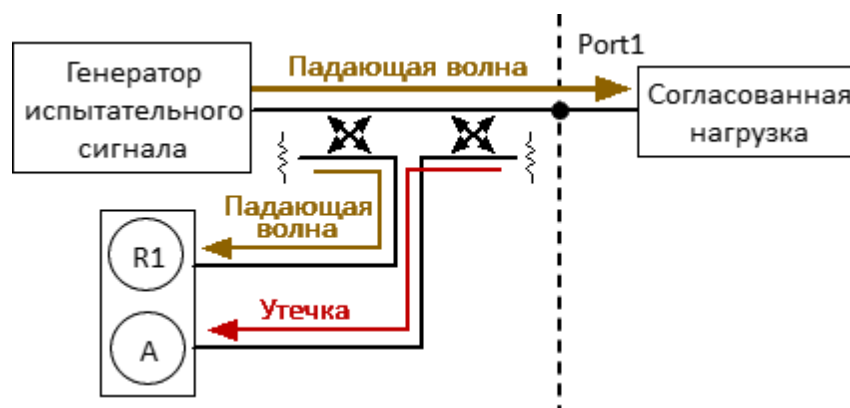 Генератор
испытательного
сигнала
Падающая волна
Port1
Согласованная
нагрузка
Падающая
волна
R1
Утечка
A